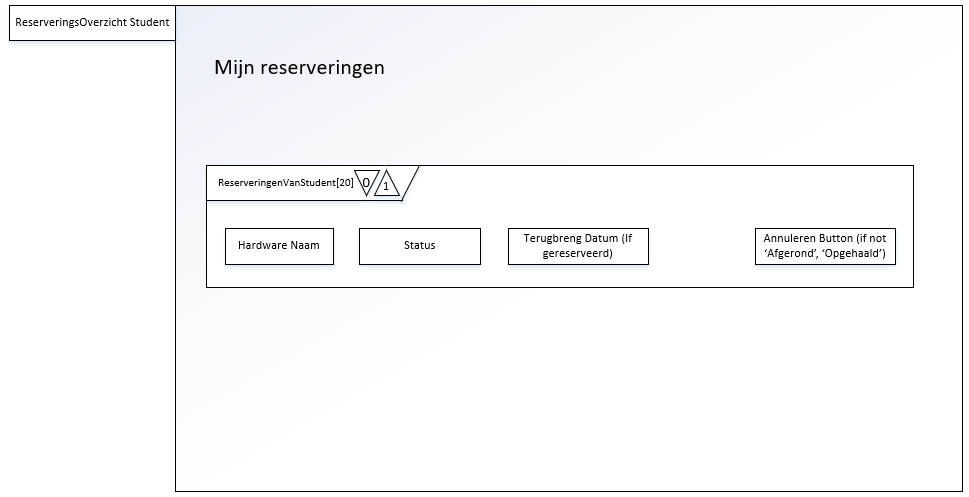 ReserveringsOverzicht Student
Mijn reserveringen
ReserveringenVanStudent[20] 0 1
Hardware Naam
Status
Terugbreng Datum (If
gereserveerd)
Annuleren Button (if not
‘Afgerond’, ‘Opgehaald’)